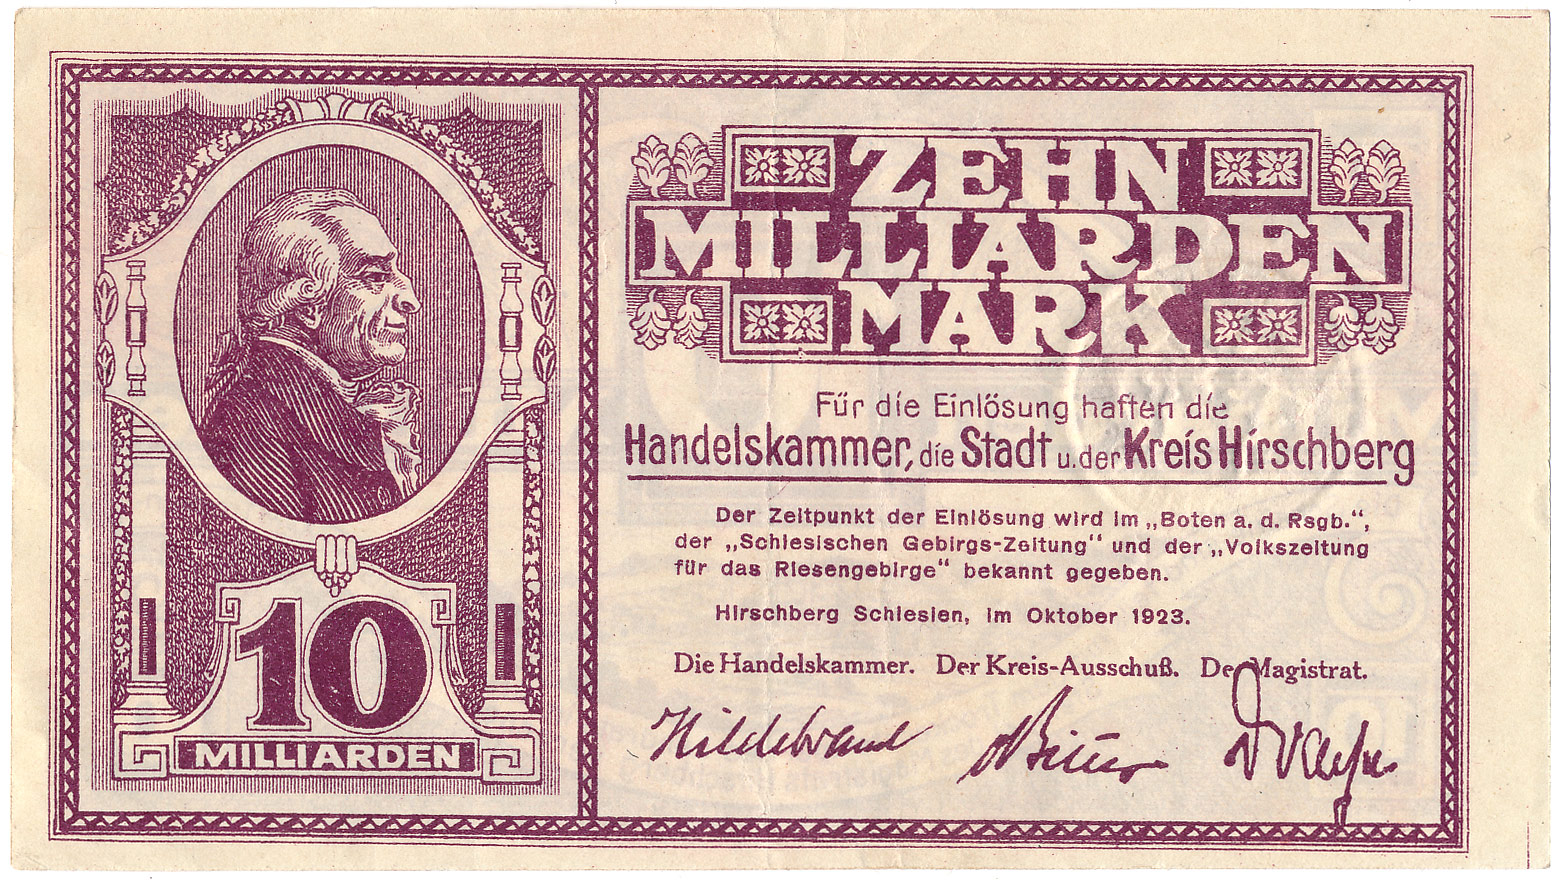 ZEHN
MILLIARDEN
MARK
Für die Einlösung haften die
Handelskammer, die Stadt u. der Kreis Hirschberg
Der Zeitpunkt der Einlösung wird im „Boten a. d. Rsgb.“,
der „Schlesischen Gebirgs-Zeitung“ und der „Volkszeitung
für das Riesengebirge“ bekannt gegeben.
Hirschberg Schlesien, im Oktober 1923.
Die Handelskammer. Der Kreis-Ausschuß. Der Magistrat.
Hildebrand
10
MILLIARDEN